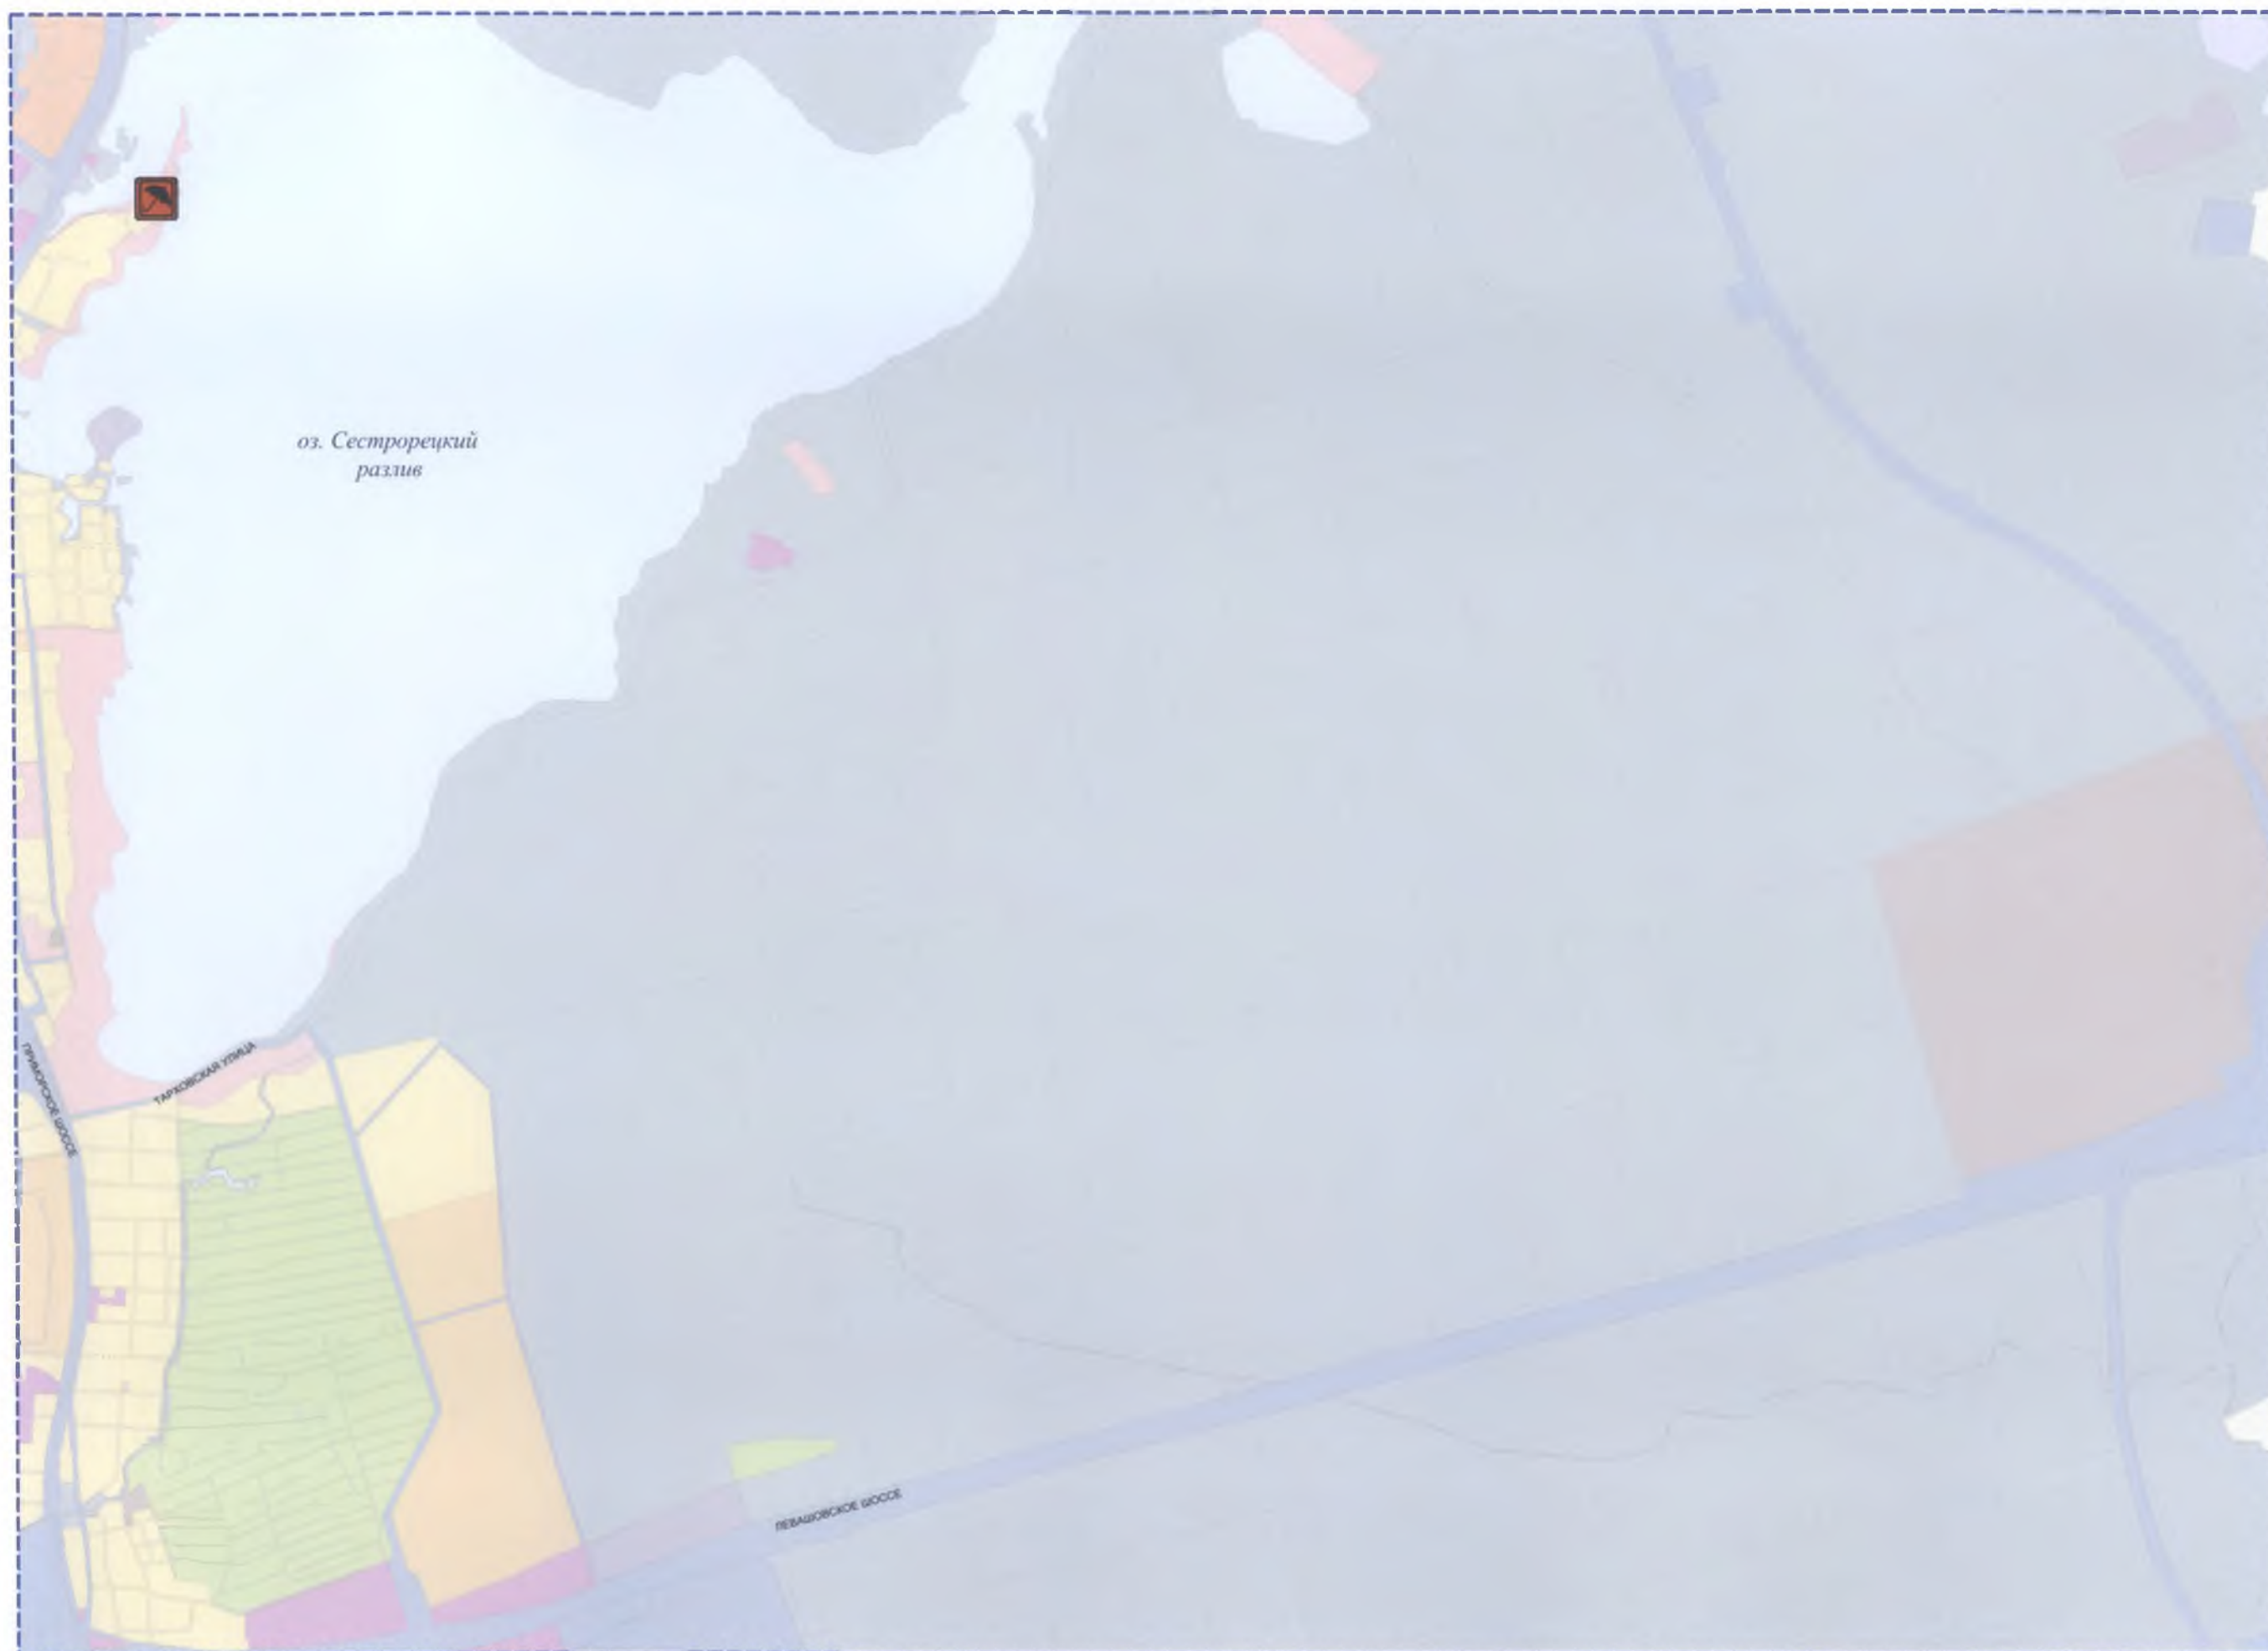 оз. Сестрорецкий
разлив
ТАРХОВСКАЯ УЛИЦА
ПРИМОРСКОЕ ШОССЕ
ЛЕВАШОВСКОЕ ШОССЕ